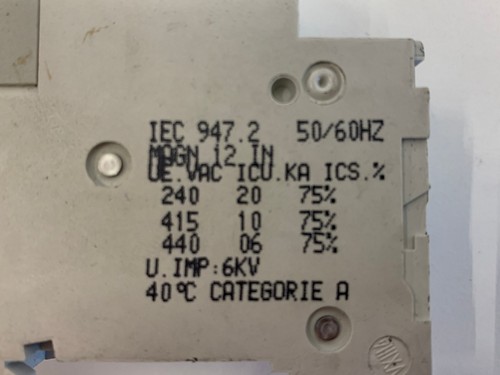 IEC 947.2 50/60HZ
MAGN 12 IN
UE.VAC ICU.KA ICS.%
240 20 75%
415 10 75%
440 06 75%
U.IMP:6KV
40°C CATEGORIE A